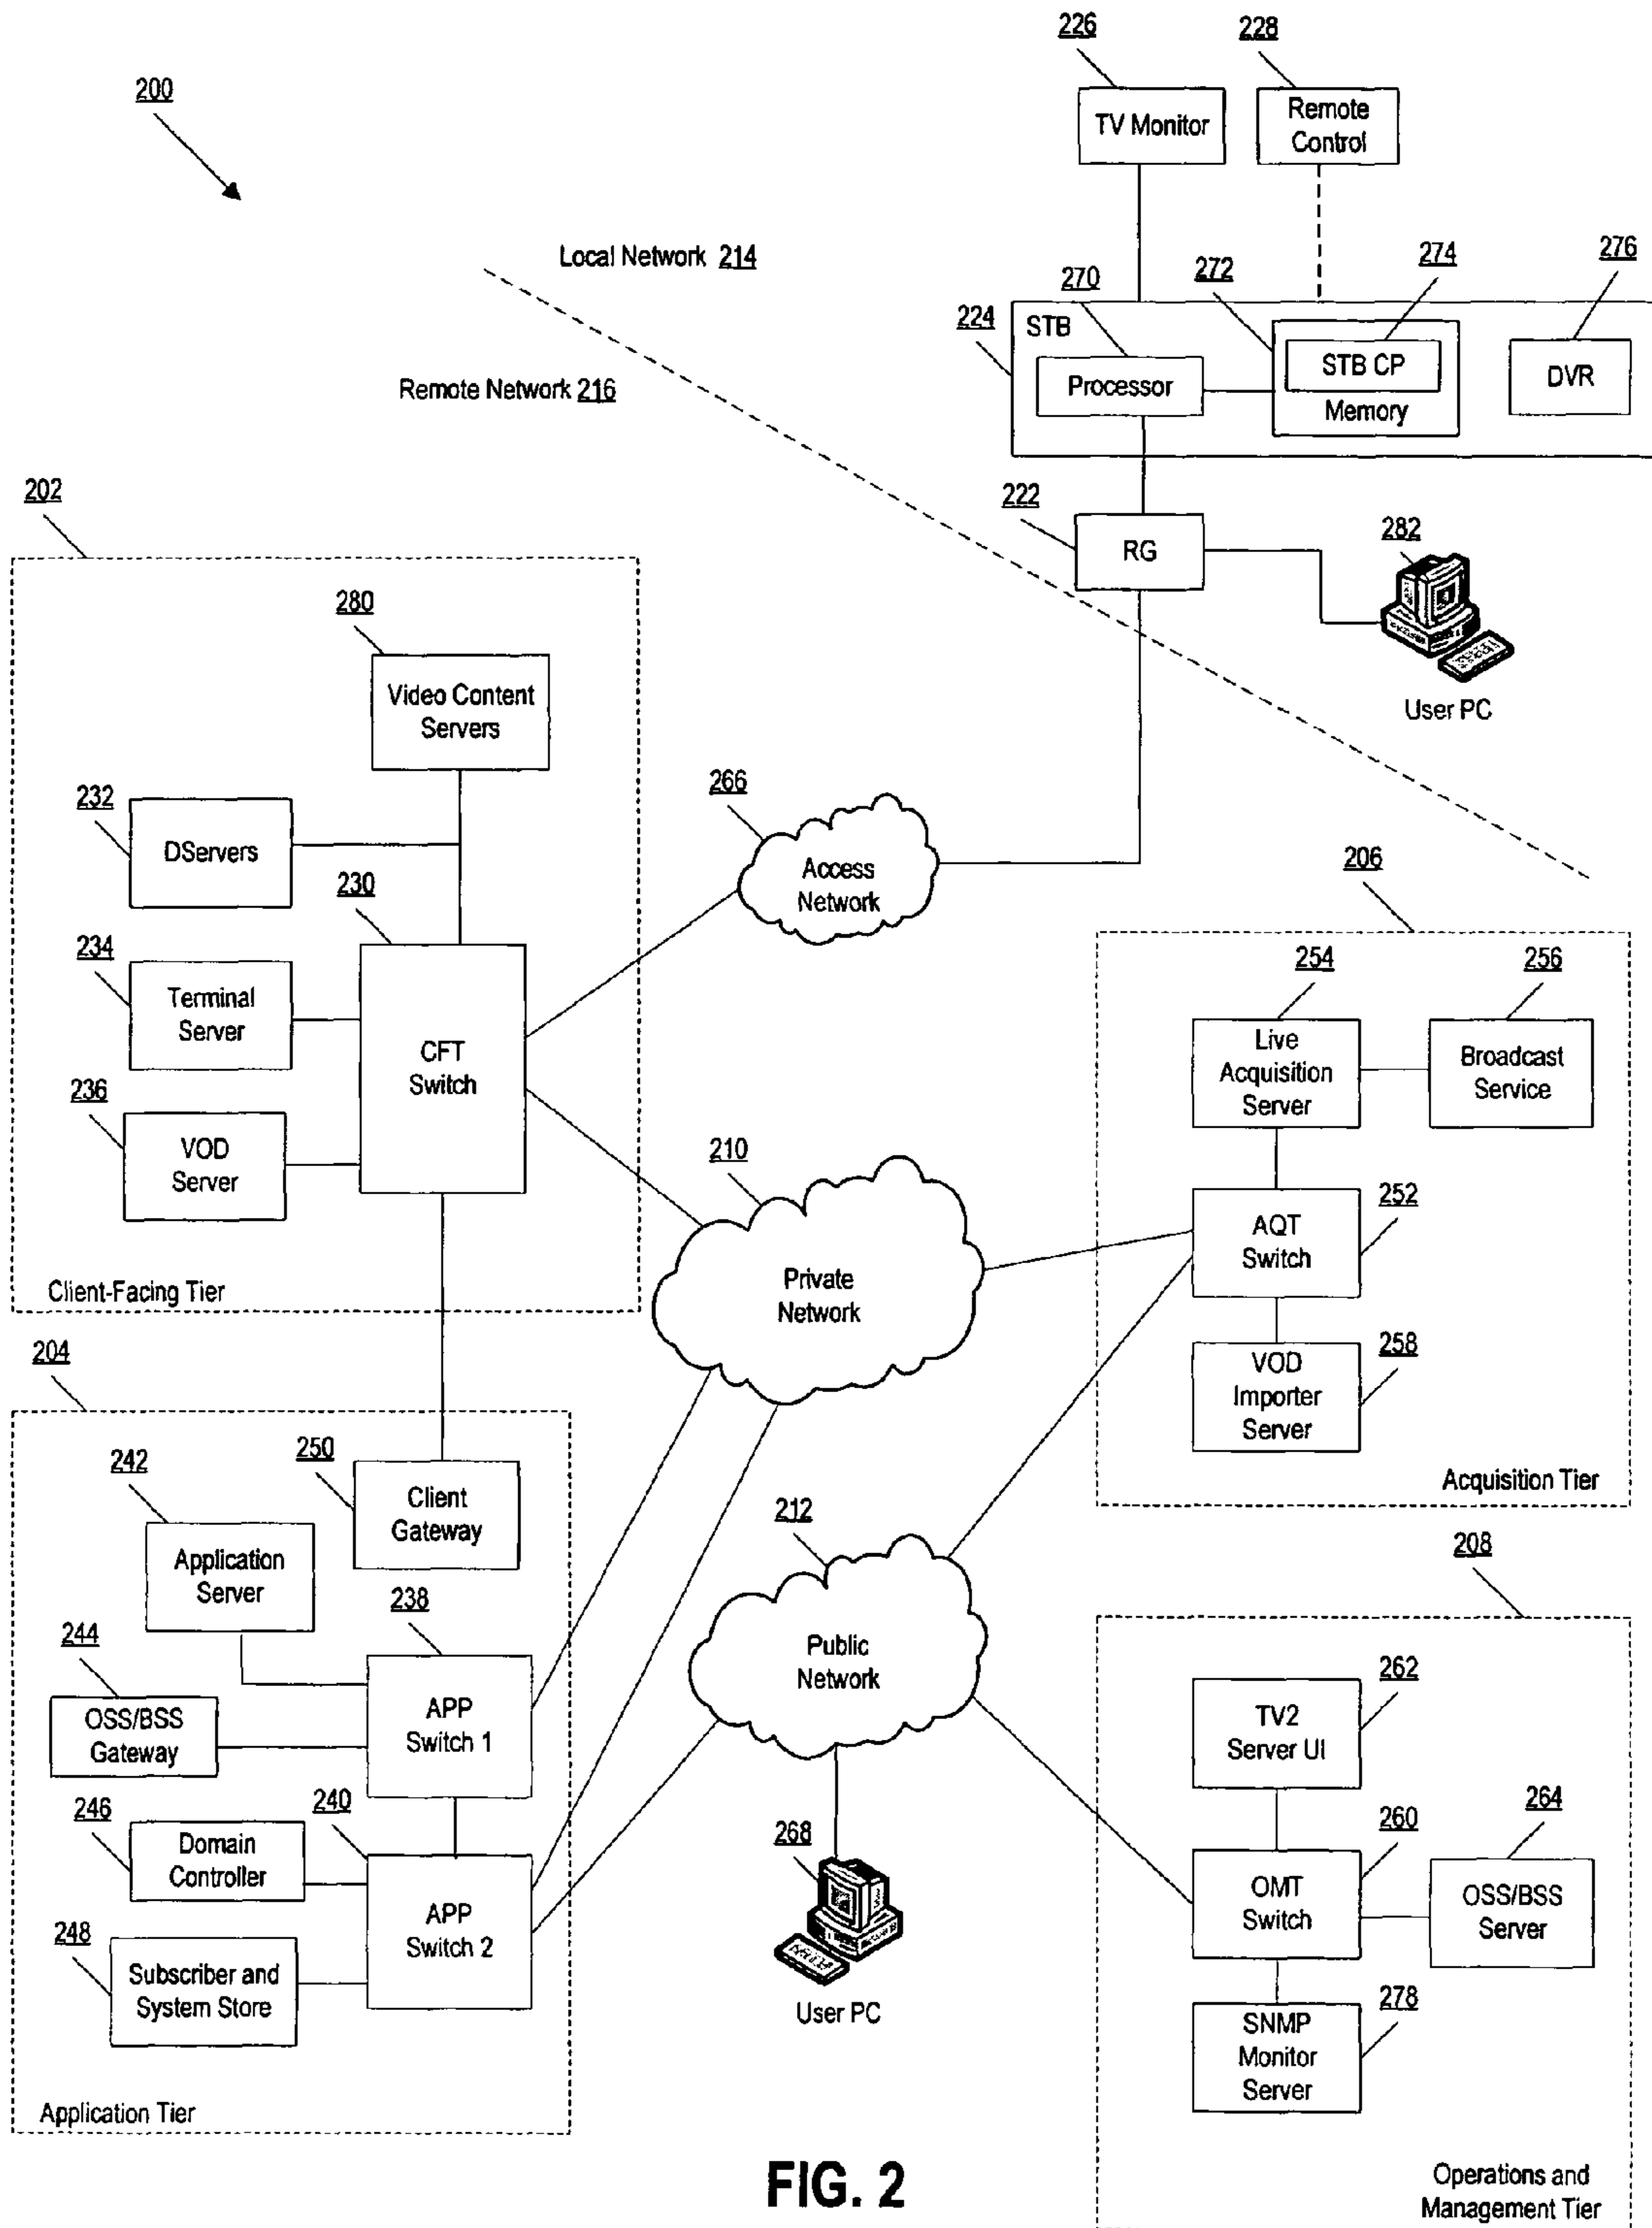 226
228
200
TV Monitor
Remote
Control
Local Network 214
270
272
274
276
224
STB
Processor
STB CP
Memory
DVR
Remote Network 216
202
222
RG
282
User PC
280
Video Content
Servers
232
DServers
266
Access
Network
230
206
234
Terminal
Server
CFT
Switch
254
256
Live
Acquisition
Server
Broadcast
Service
236
VOD
Server
210
252
AQT
Switch
Private
Network
Client-Facing Tier
204
258
VOD
Importer
Server
242
250
Client
Gateway
Acquisition Tier
212
208
Application
Server
238
244
Public
Network
262
OSS/BSS
Gateway
APP
Switch 1
TV2
Server UI
246
240
268
260
264
Domain
Controller
APP
Switch 2
OMT
Switch
OSS/BSS
Server
248
Subscriber and
System Store
User PC
278
SNMP
Monitor
Server
Application Tier
FIG. 2
Operations and
Management Tier